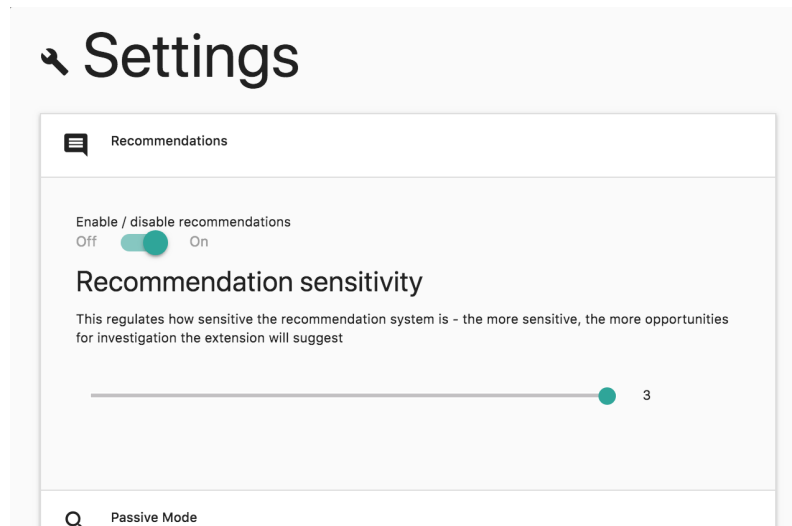 Settings
Recommendations
Enable / disable recommendations
Off On
Recommendation sensitivity
This regulates how sensitive the recommendation system is - the more sensitive, the more opportunities
for investigation the extension will suggest
3
Passive Mode